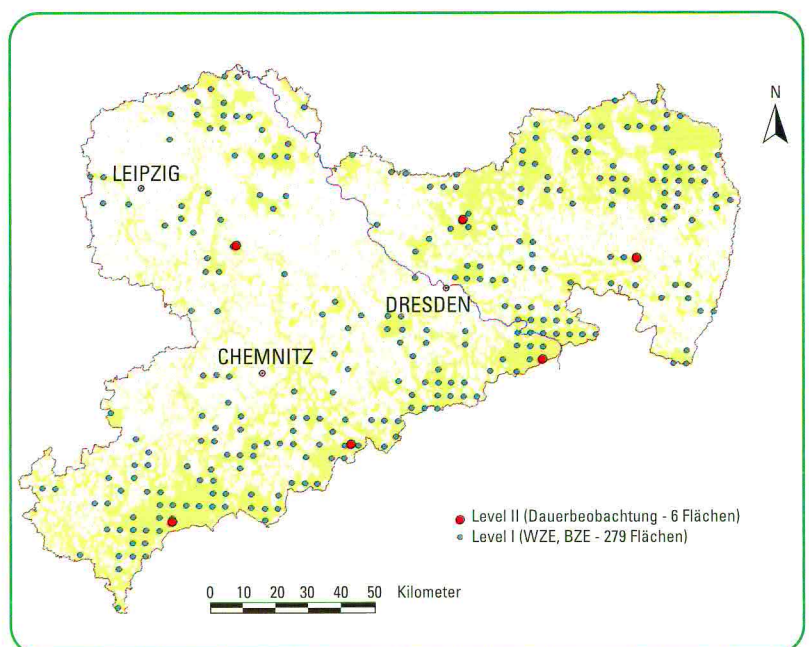 N
LEIPZIG
DRESDEN
CHEMNITZ
Level II (Dauerbeobachtung - 6 Flächen)
Level I (WZE, BZE - 279 Flächen)
0 10 20 30 40 50 Kilometer